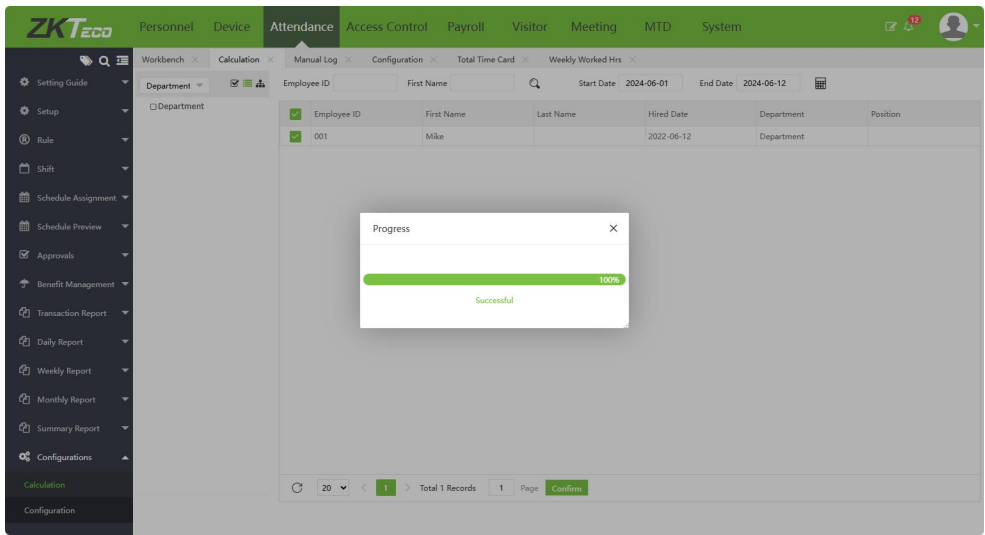 ZKTeco Personnel Device Attendance Access Control Payroll Visitor Meeting MTD System 12
Workbench Calculation Manual Log Configuration Total Time Card Weekly Worked Hrs
Setting Guide
Setup
Rule
Shift
Schedule Assignment
Schedule Preview
Approvals
Benefit Management
Transaction Report
Daily Report
Weekly Report
Monthly Report
Summary Report
Configurations
Calculation
Configuration
Department
Department
Employee ID First Name Start Date 2024-06-01 End Date 2024-06-12
Employee ID First Name Last Name Hired Date Department Position
001 Mike 2022-06-12 Department
Progress
100%
Successful
20 1 Total 1 Records 1 Page Confirm